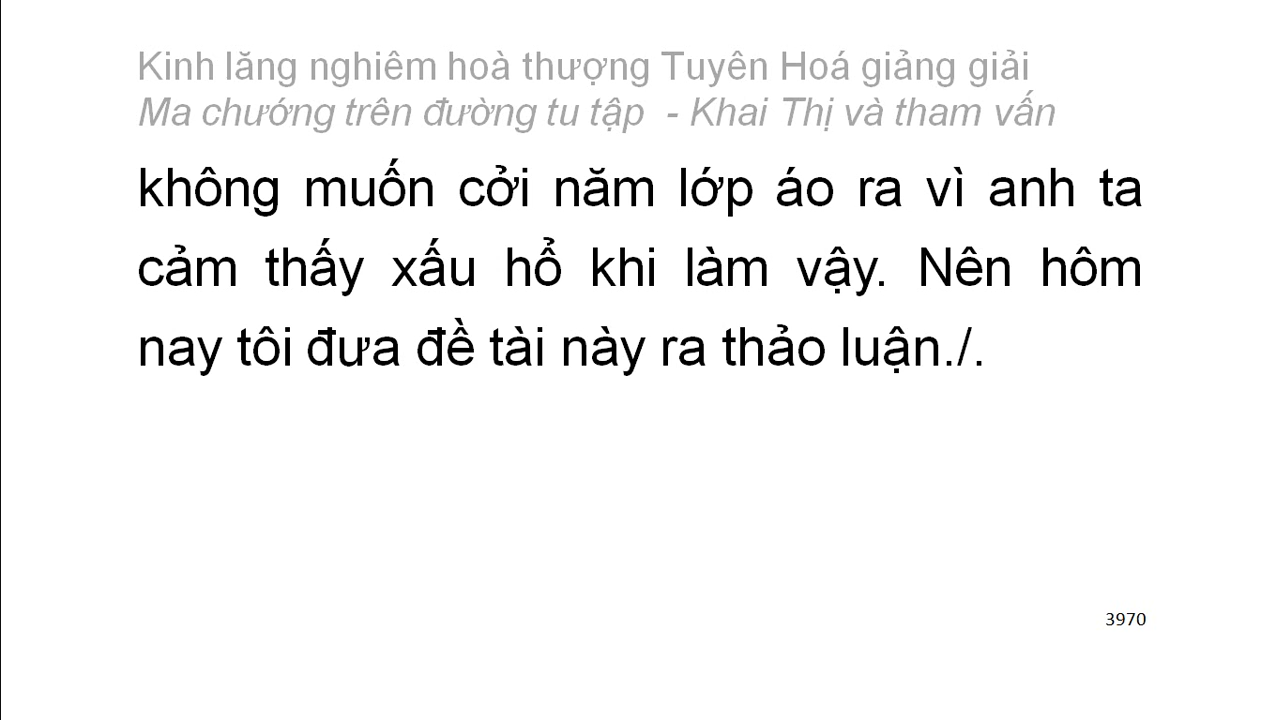 Kinh lăng nghiêm hoà thượng Tuyên Hoá giảng giải
Ma chướng trên đường tu tập - Khai Thị và tham vấn
không muốn cởi năm lớp áo ra vì anh ta
cảm thấy xấu hổ khi làm vậy. Nên hôm
nay tôi đưa đề tài này ra thảo luận./.
3970